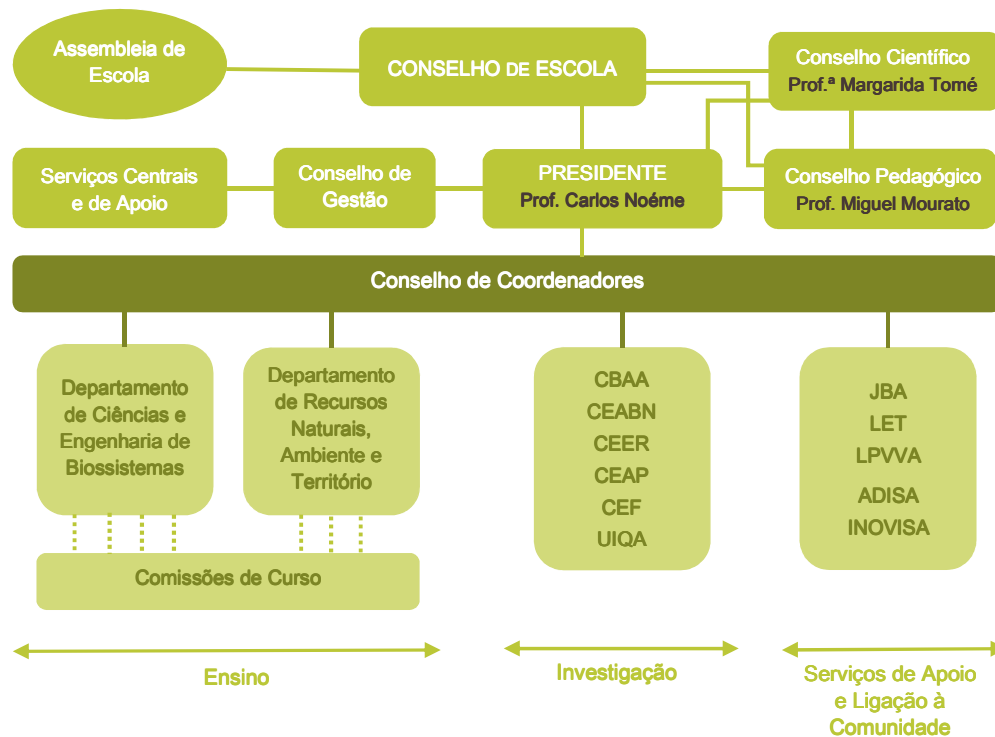 Assembleia de
Escola
CONSELHO DE ESCOLA
Conselho Científico
Prof.ª Margarida Tomé
Serviços Centrais
e de Apoio
Conselho de
Gestão
PRESIDENTE
Prof. Carlos Noéme
Conselho Pedagógico
Prof. Miguel Mourato
Conselho de Coordenadores
Departamento
de Ciências e
Engenharia de
Biossistemas
Departamento
de Recursos
Naturais,
Ambiente e
Território
CBAA
CEABN
CEER
CEAP
CEF
UIQA
JBA
LET
LPVVA
ADISA
INOVISA
Comissões de Curso
Ensino
Investigação
Serviços de Apoio
e Ligação à
Comunidade